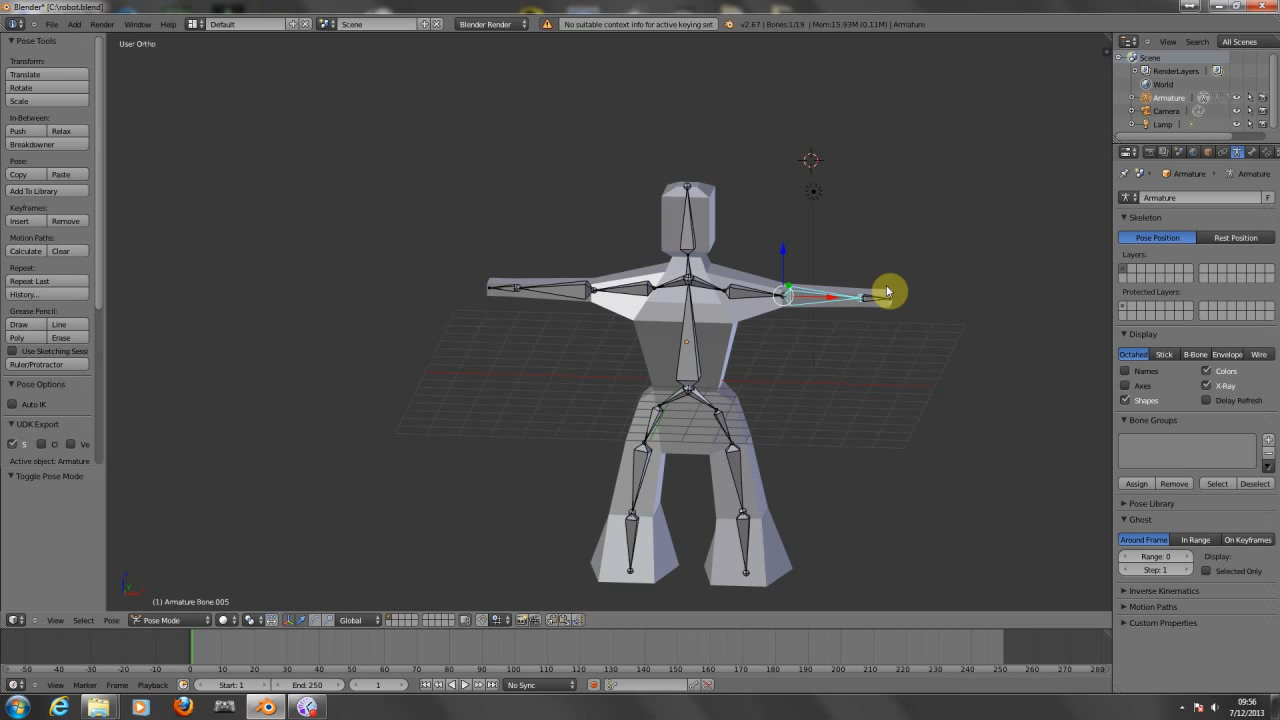 Blender* [C:\robot.blend]
File Add Render Window Help Default Scene Blender Render No suitable context info for active keying set v2.67 | Bones:1/19 | Mem:15.93M (0.11M) | Armature
Pose Tools
Transform:
Translate
Rotate
Scale
In-Between:
Push Relax
Breakdowner
Pose:
Copy Paste
Add To Library
Keyframes:
Insert Remove
Motion Paths:
Calculate Clear
Repeat:
Repeat Last
History...
Grease Pencil:
Draw Line
Poly Erase
Use Sketching Sessi
Ruler/Protractor
Pose Options
Auto IK
UDK Export
S Cl Ve
Active object: Armature
Toggle Pose Mode
User Ortho
(1) Armature Bone.005
View Search All Scenes
Scene
RenderLayers
World
Armature
Camera
Lamp
Armature Armature
Armature F
Skeleton
Pose Position Rest Position
Layers:
Protected Layers:
Display
Octahed Stick B-Bone Envelope Wire
Names Colors
Axes X-Ray
Shapes Delay Refresh
Bone Groups
Assign Remove Select Deselect
Pose Library
Ghost
Around Frame In Range On Keyframes
Range: 0 Display:
Step: 1 Selected Only
Inverse Kinematics
Motion Paths
Custom Properties
View Select Pose Pose Mode Global
-50 -40 -30 -20 -10 0 10 20 30 40 50 60 70 80 90 100 110 120 130 140 150 160 170 180 190 200 210 220 230 240 250 260 270 280
View Marker Frame Playback Start: 1 End: 250 1 No Sync
09:56
7/12/2013